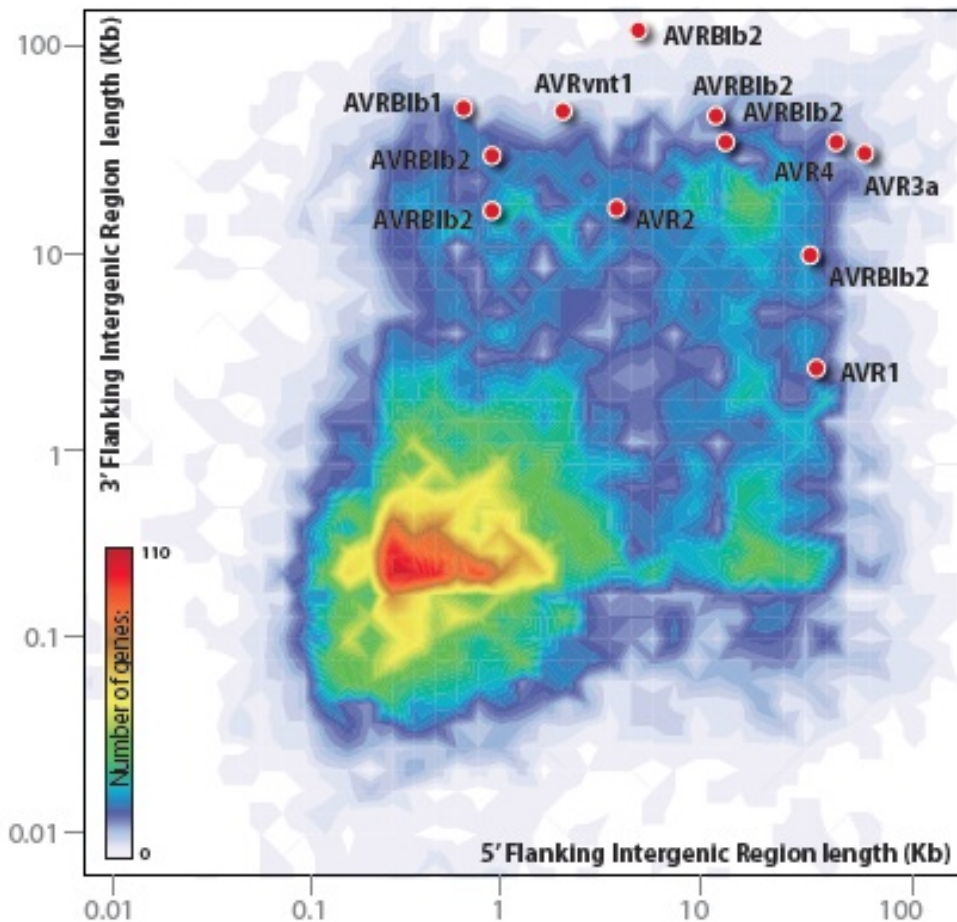 3’ Flanking Intergenic Region length (Kb)
100
10
1
0.1
0.01
AVRBlb2
AVRvnt1
AVRBlb2
AVRBlb1
AVRBlb2
AVRBlb2
AVR4
AVR3a
AVRBlb2
AVR2
AVRBlb2
AVR1
110
Number of genes:
0
5’ Flanking Intergenic Region length (Kb)
0.01
0.1
1
10
100